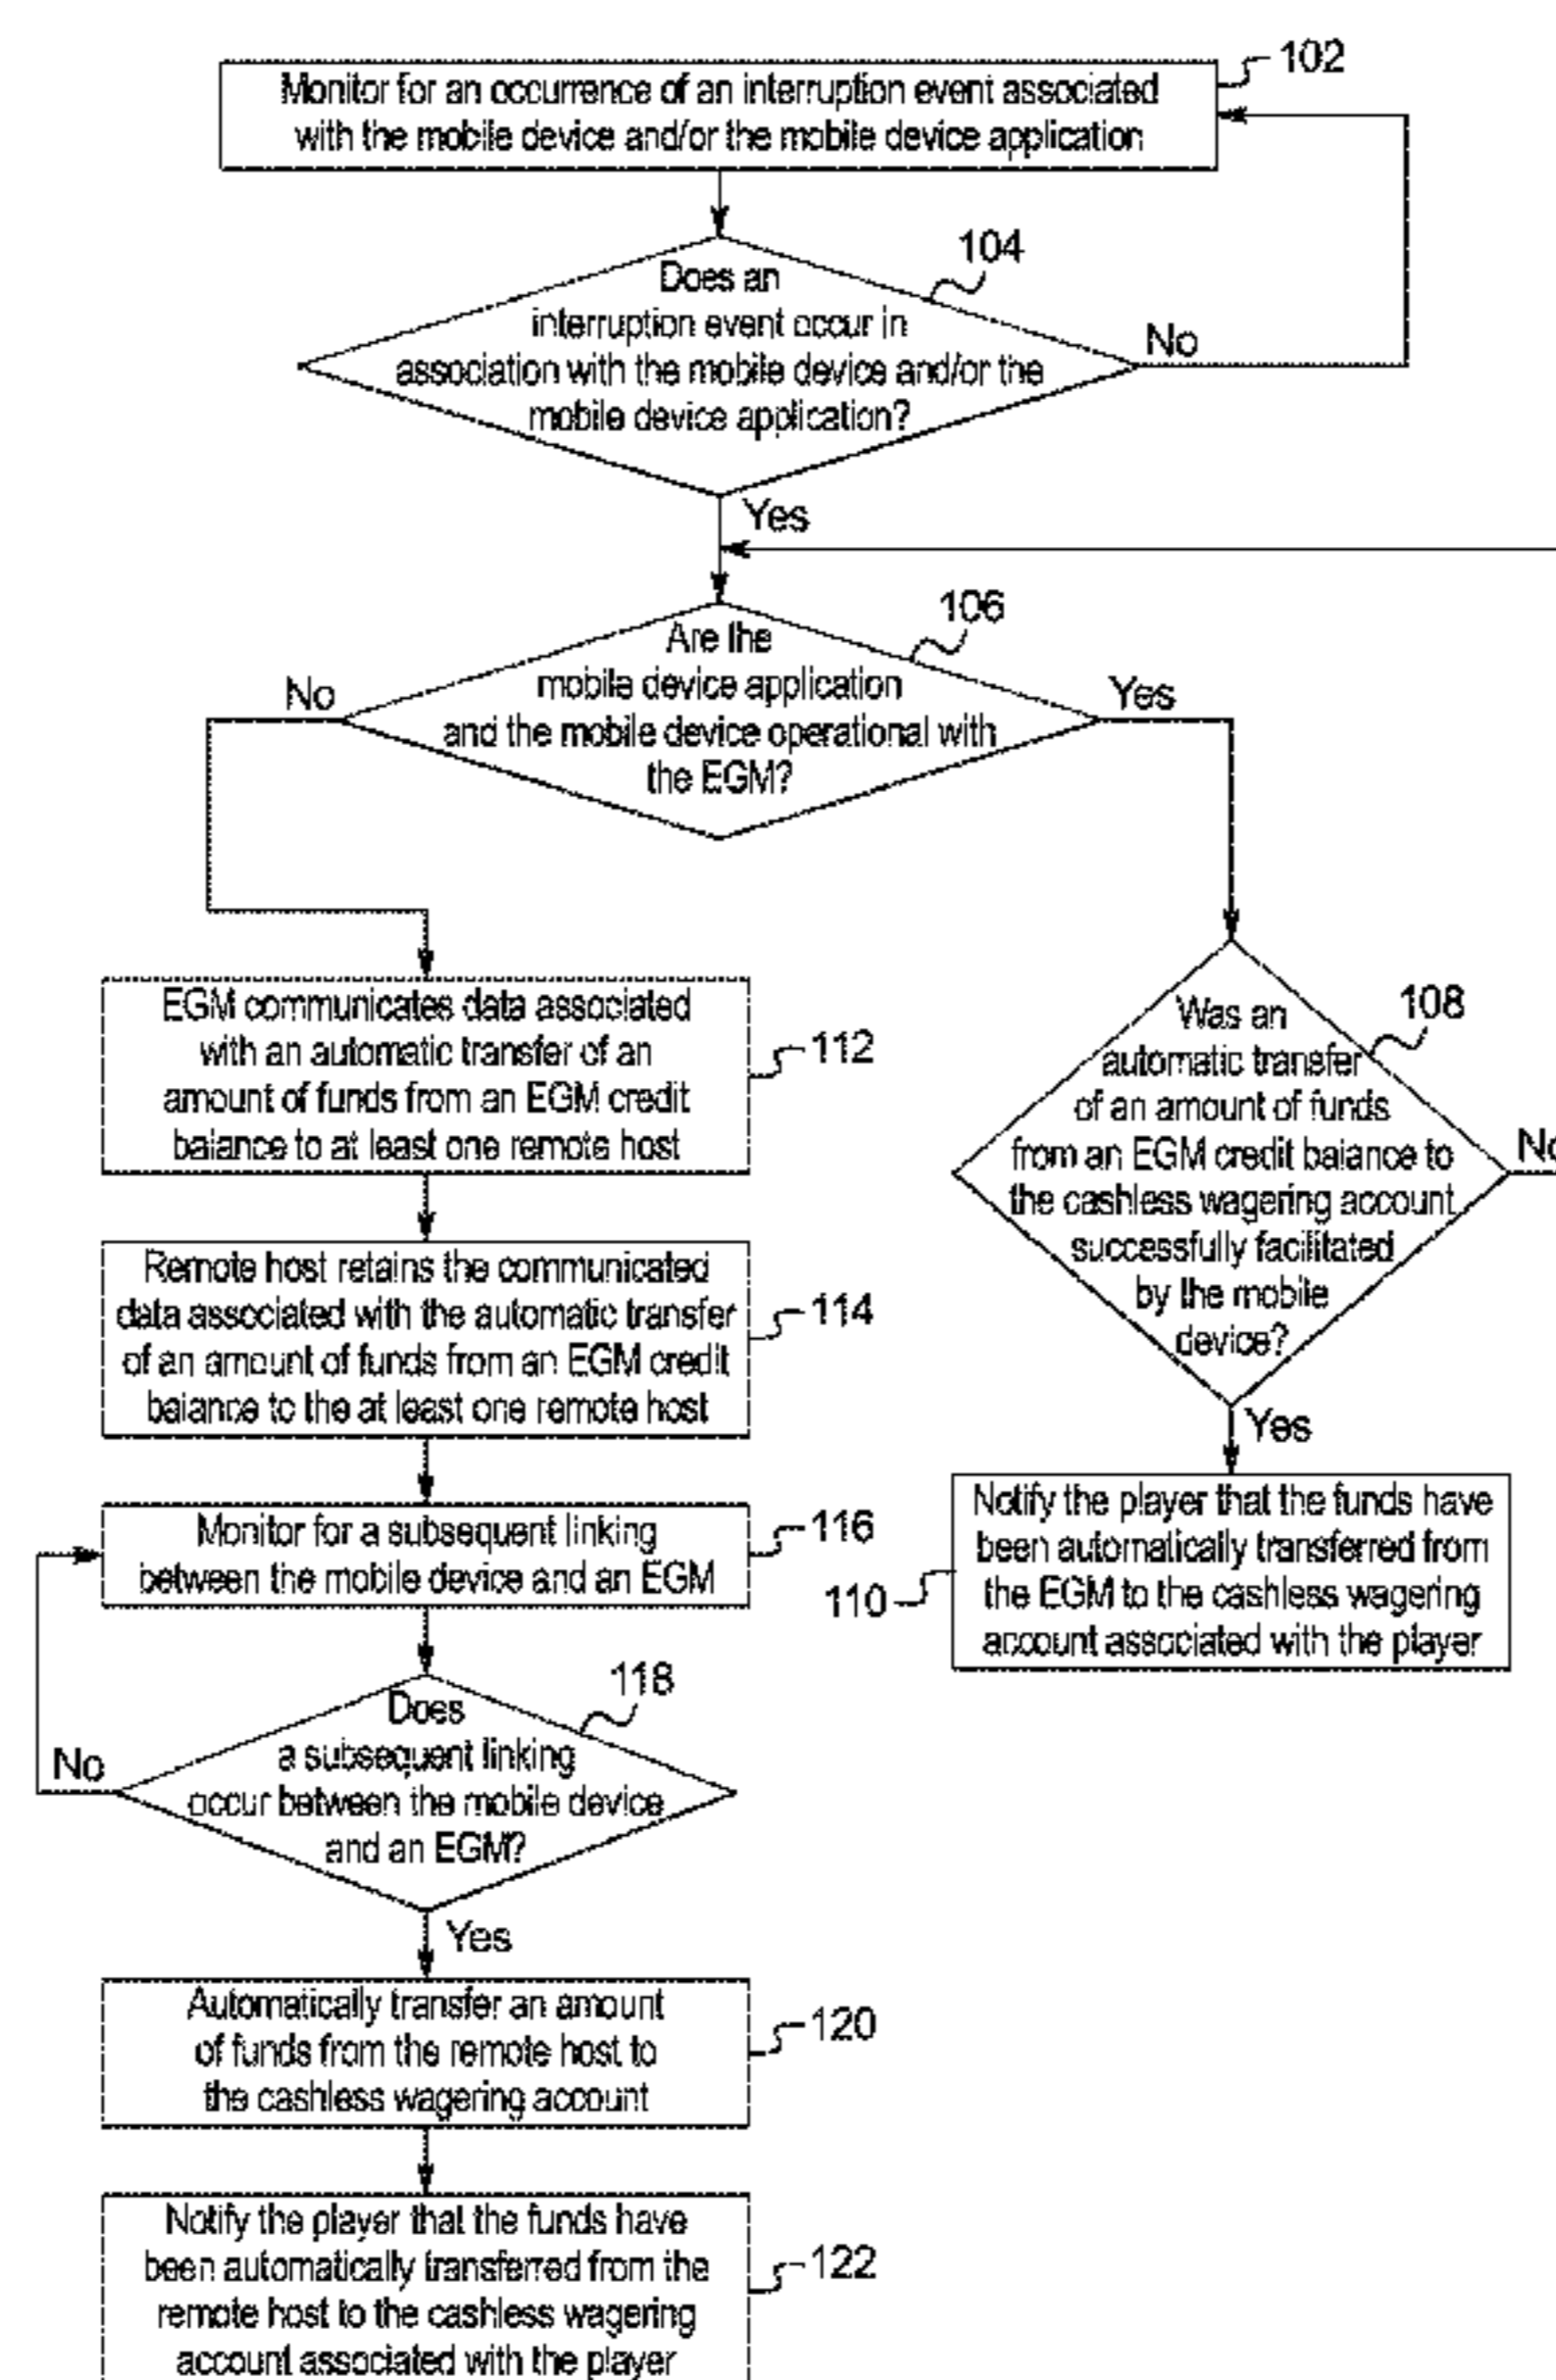 102
Monitor for an occurrence of an interruption event associated
with the mobile device and/or the mobile device application
104
Does an
interruption event occur in
association with the mobile device and/or the
mobile device application?
No
Yes
106
Are the
mobile device application
and the mobile device operational with
the EGM?
No
Yes
EGM communicates data associated
with an automatic transfer of an
amount of funds from an EGM credit
balance to at least one remote host
112
108
Was an
automatic transfer
of an amount of funds
from an EGM credit balance to
the cashless wagering account
successfully facilitated
by the mobile
device?
No
Yes
Remote host retains the communicated
data associated with the automatic transfer
of an amount of funds from an EGM credit
balance to the at least one remote host
114
Monitor for a subsequent linking
between the mobile device and an EGM
116
Notify the player that the funds have
been automatically transferred from
the EGM to the cashless wagering
account associated with the player
110
118
Does
a subsequent linking
occur between the mobile device
and an EGM?
No
Yes
Automatically transfer an amount
of funds from the remote host to
the cashless wagering account
120
Notify the player that the funds have
been automatically transferred from the
remote host to the cashless wagering
account associated with the player
122